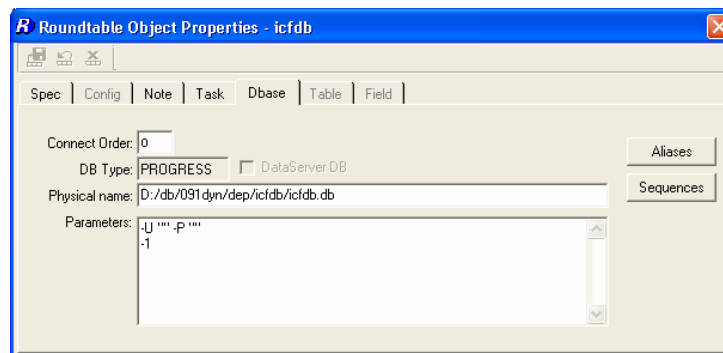 R Roundtable Object Properties - icfdb
Spec Config Note Task Dbase Table Field
Connect Order: 0
Aliases
DB Type: PROGRESS DataServer DB
Sequences
Physical name: D:/db/091dyn/dep/icfdb/icfdb.db
Parameters: -U "" -P ""
-1